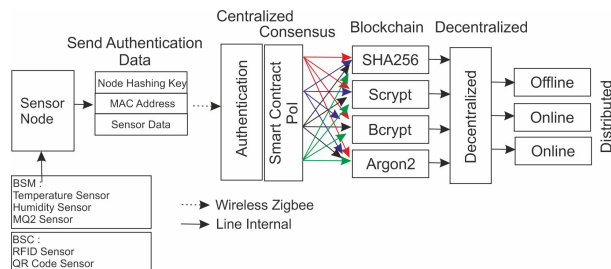 Send Authentication
Data
Centralized
Consensus
Blockchain
Decentralized
Sensor
Node
Node Hashing Key
MAC Address
Sensor Data
Authentication
Smart Contract
PoI
SHA256
Scrypt
Bcrypt
Argon2
Decentralized
Offline
Online
Online
Distributed
BSM :
Temperature Sensor
Humidity Sensor
MQ2 Sensor
BSC :
RFID Sensor
QR Code Sensor
Wireless Zigbee
Line Internal